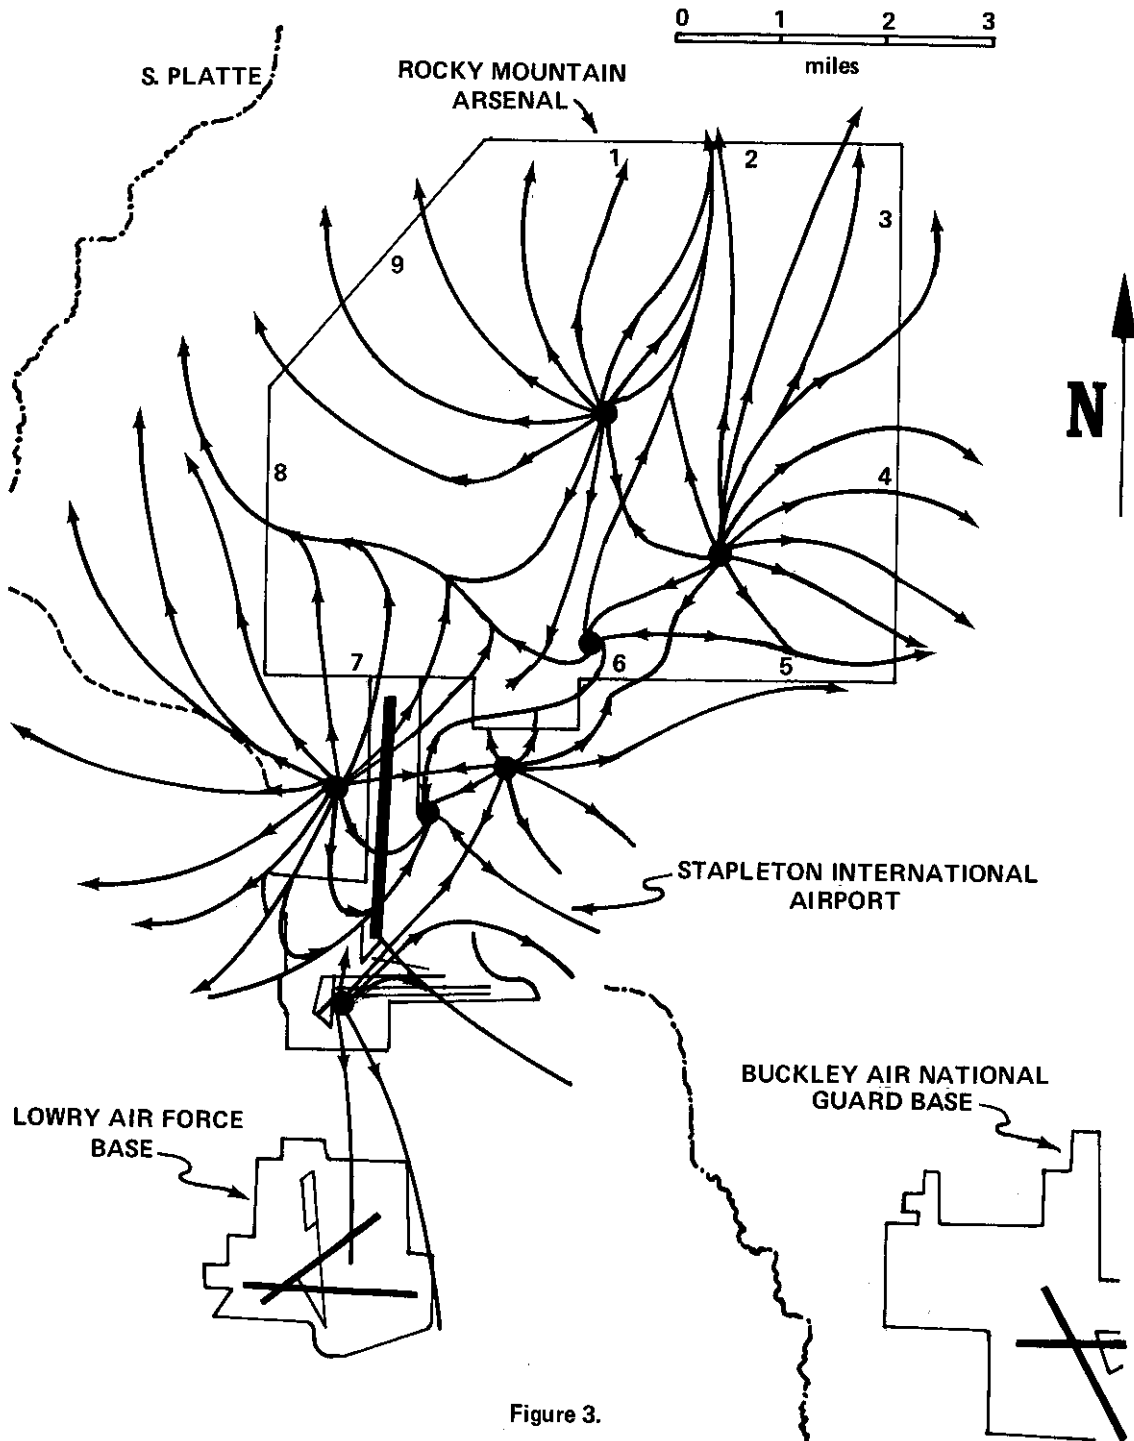 0 1 2 3
miles
S. PLATTE
ROCKY MOUNTAIN
ARSENAL
1
2
3
9
N
8
4
7
6
5
STAPLETON INTERNATIONAL
AIRPORT
BUCKLEY AIR NATIONAL
GUARD BASE
LOWRY AIR FORCE
BASE
Figure 3.